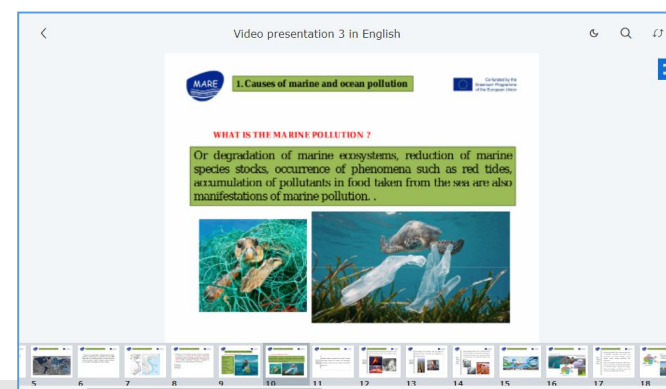 Video presentation 3 in English
MARE
1. Causes of marine and ocean pollution
Co-funded by the
Erasmus+ Programme
of the European Union
WHAT IS THE MARINE POLLUTION ?
Or degradation of marine ecosystems, reduction of marine
species stocks, occurrence of phenomena such as red tides,
accumulation of pollutants in food taken from the sea are also
manifestations of marine pollution. .
5 6 7 8 9 10 11 12 13 14 15 16 17 18